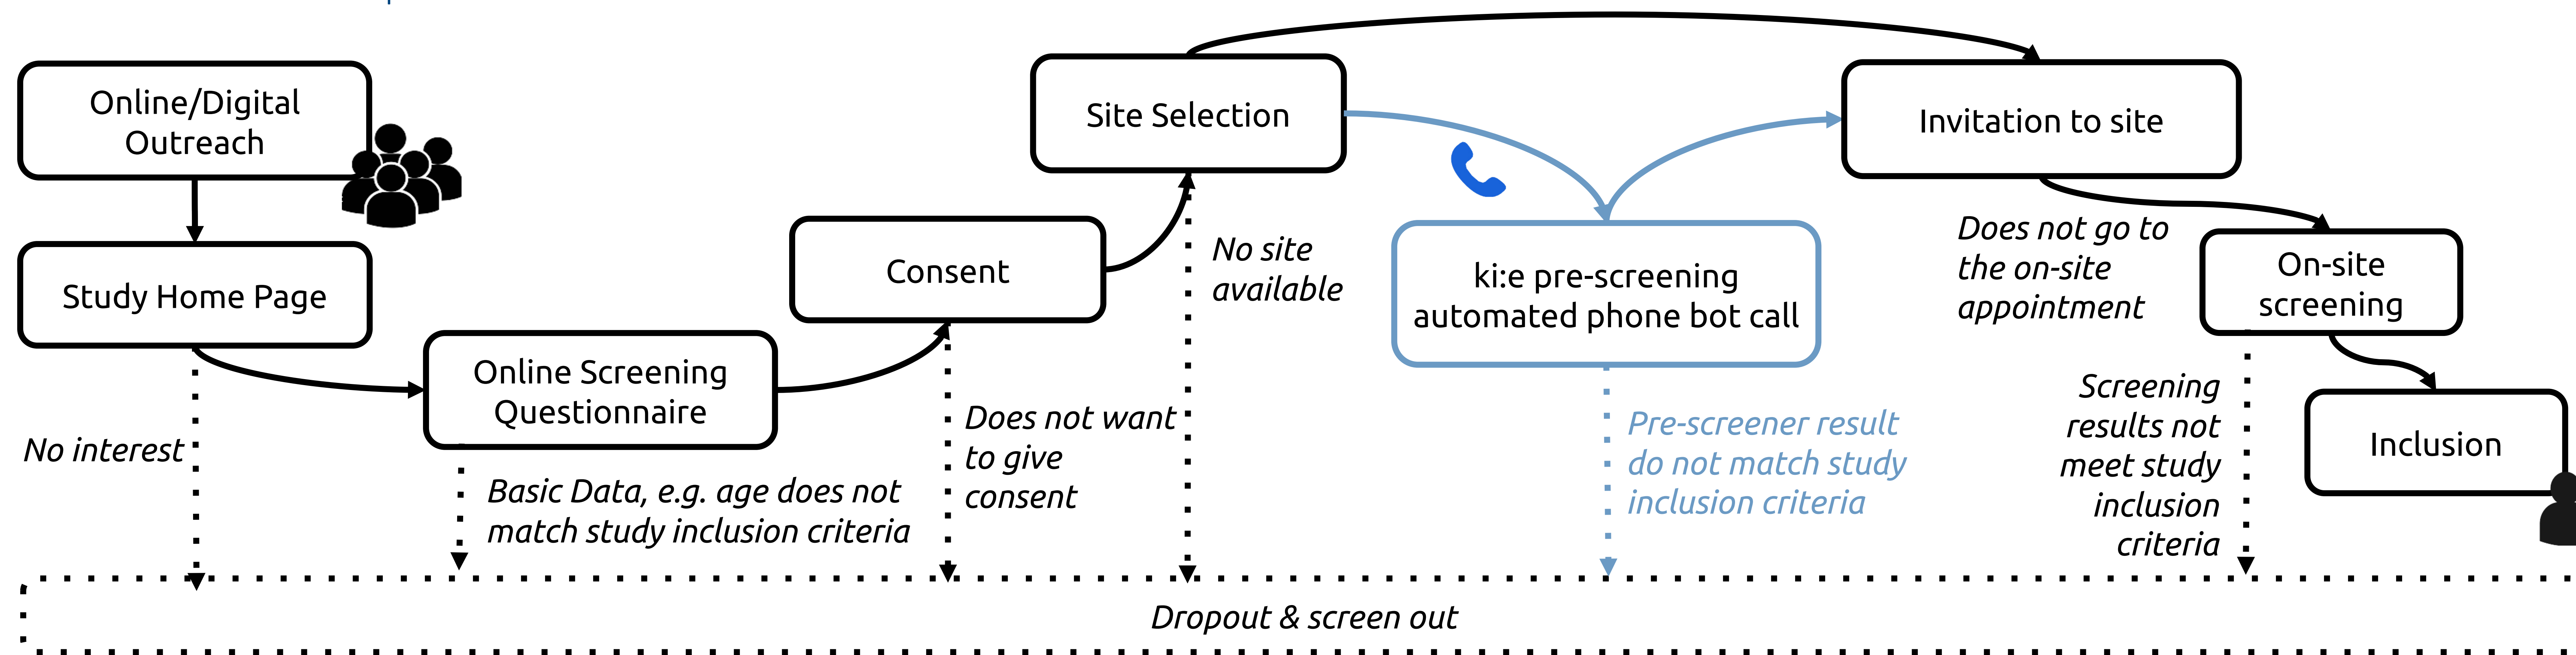 Online/Digital
Outreach
Study Home Page
No interest
Online Screening
Questionnaire
Basic Data, e.g. age does not
match study inclusion criteria
Consent
Does not want
to give
consent
Site Selection
No site
available
ki:e pre-screening
automated phone bot call
Pre-screener result
do not match study
inclusion criteria
Invitation to site
Does not go to
the on-site
appointment
On-site
screening
Screening
results not
meet study
inclusion
criteria
Inclusion
Dropout & screen out